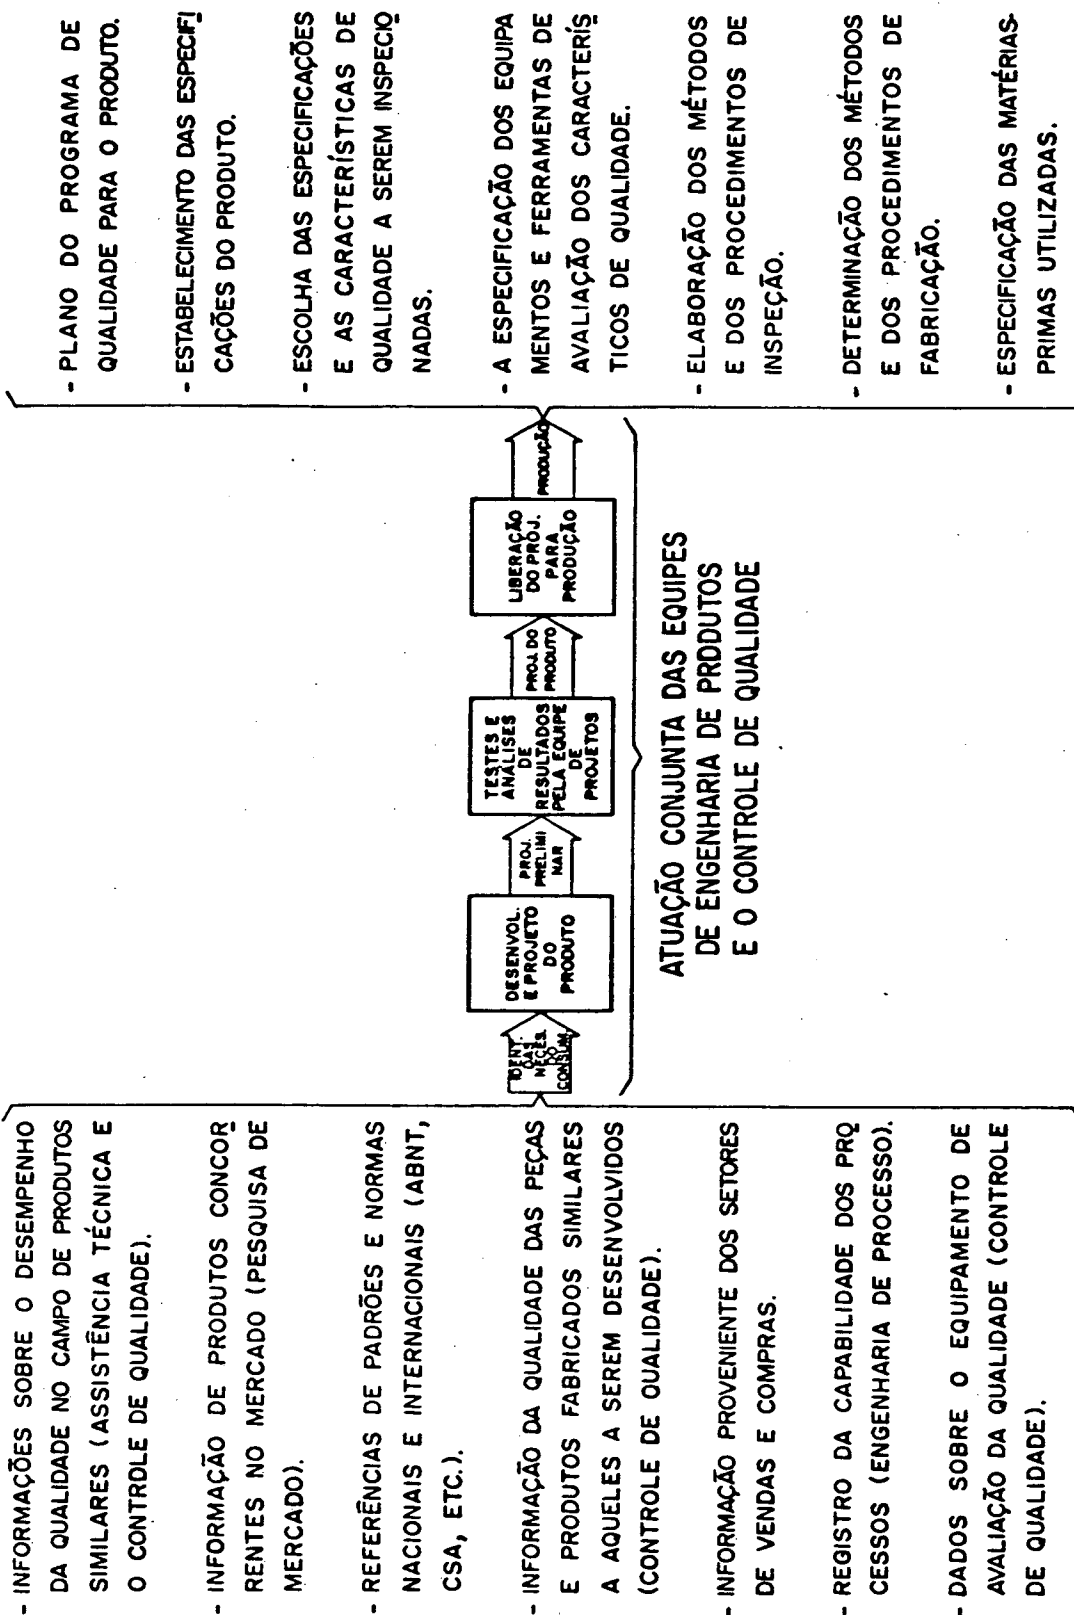 - INFORMAÇÕES SOBRE O DESEMPENHO
DA QUALIDADE NO CAMPO DE PRODUTOS
SIMILARES (ASSISTÊNCIA TÉCNICA E
O CONTROLE DE QUALIDADE).
- INFORMAÇÃO DE PRODUTOS CONCOR
RENTES NO MERCADO (PESQUISA DE
MERCADO).
- REFERÊNCIAS DE PADRÕES E NORMAS
NACIONAIS E INTERNACIONAIS (ABNT,
CSA, ETC.).
- INFORMAÇÃO DA QUALIDADE DAS PEÇAS
E PRODUTOS FABRICADOS SIMILARES
A AQUELES A SEREM DESENVOLVIDOS
(CONTROLE DE QUALIDADE).
- INFORMAÇÃO PROVENIENTE DOS SETORES
DE VENDAS E COMPRAS.
- REGISTRO DA CAPABILIDADE DOS PRO
CESSOS (ENGENHARIA DE PROCESSO).
- DADOS SOBRE O EQUIPAMENTO DE
AVALIAÇÃO DA QUALIDADE (CONTROLE
DE QUALIDADE).
IDENT.
DAS
NECES.
DO
CONSUM.
DESENVOL.
E PROJETO
DO
PRODUTO
PROJ.
PRELIMI
NAR
TESTES E
ANÁLISES
DE
RESULTADOS
PELA EQUIPE
DE
PROJETOS
PROJ. DO
PRODUTO
LIBERAÇÃO
DO PROJ.
PARA
PRODUÇÃO
PRODUÇÃO
ATUAÇÃO CONJUNTA DAS EQUIPES
DE ENGENHARIA DE PRODUTOS
E O CONTROLE DE QUALIDADE
- PLANO DO PROGRAMA DE
QUALIDADE PARA O PRODUTO.
- ESTABELECIMENTO DAS ESPECIFI
CAÇÕES DO PRODUTO.
- ESCOLHA DAS ESPECIFICAÇÕES
E AS CARACTERÍSTICAS DE
QUALIDADE A SEREM INSPECIO
NADAS.
- A ESPECIFICAÇÃO DOS EQUIPA
MENTOS E FERRAMENTAS DE
AVALIAÇÃO DOS CARACTERÍS
TICOS DE QUALIDADE.
- ELABORAÇÃO DOS MÉTODOS
E DOS PROCEDIMENTOS DE
INSPEÇÃO.
- DETERMINAÇÃO DOS MÉTODOS
E DOS PROCEDIMENTOS DE
FABRICAÇÃO.
- ESPECIFICAÇÃO DAS MATÉRIAS-
PRIMAS UTILIZADAS.